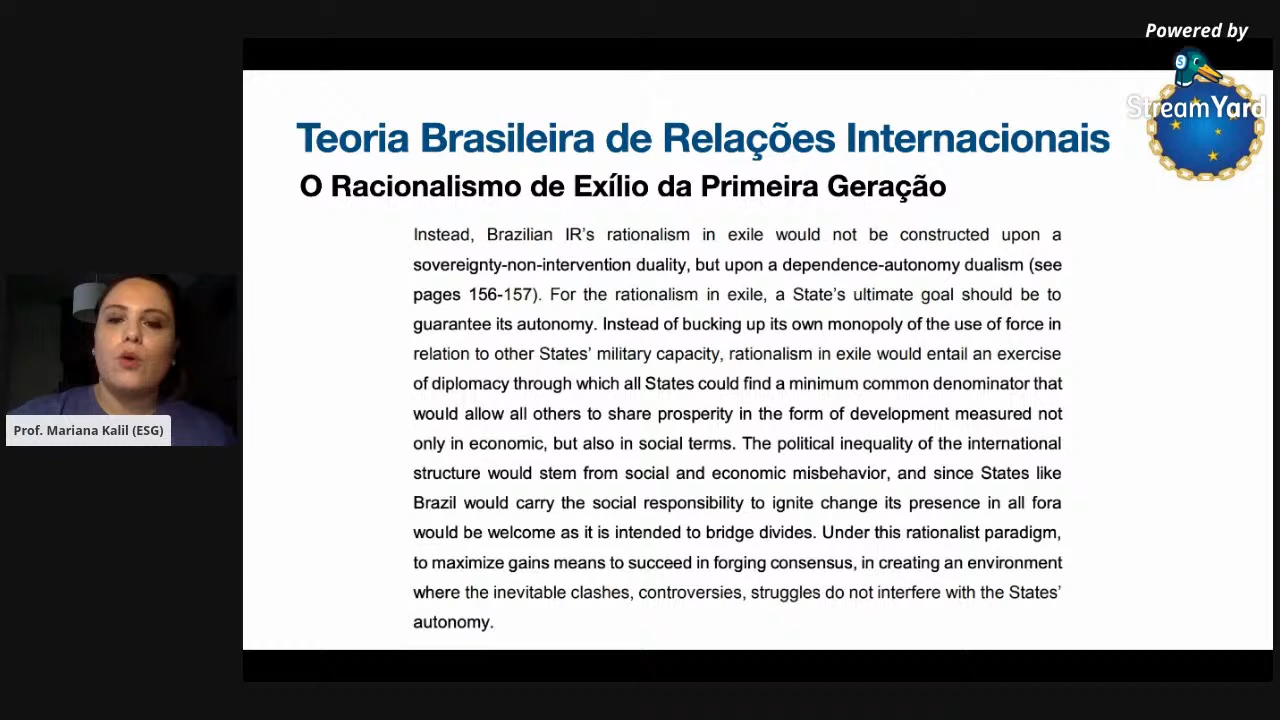 Powered by
StreamYard
Teoria Brasileira de Relações Internacionais
O Racionalismo de Exílio da Primeira Geração
Instead, Brazilian IR's rationalism in exile would not be constructed upon a
sovereignty-non-intervention duality, but upon a dependence-autonomy dualism (see
pages 156-157). For the rationalism in exile, a State's ultimate goal should be to
guarantee its autonomy. Instead of bucking up its own monopoly of the use of force in
relation to other States' military capacity, rationalism in exile would entail an exercise
of diplomacy through which all States could find a minimum common denominator that
would allow all others to share prosperity in the form of development measured not
only in economic, but also in social terms. The political inequality of the international
structure would stem from social and economic misbehavior, and since States like
Brazil would carry the social responsibility to ignite change its presence in all fora
would be welcome as it is intended to bridge divides. Under this rationalist paradigm,
to maximize gains means to succeed in forging consensus, in creating an environment
where the inevitable clashes, controversies, struggles do not interfere with the States'
autonomy.
Prof. Mariana Kalil (ESG)